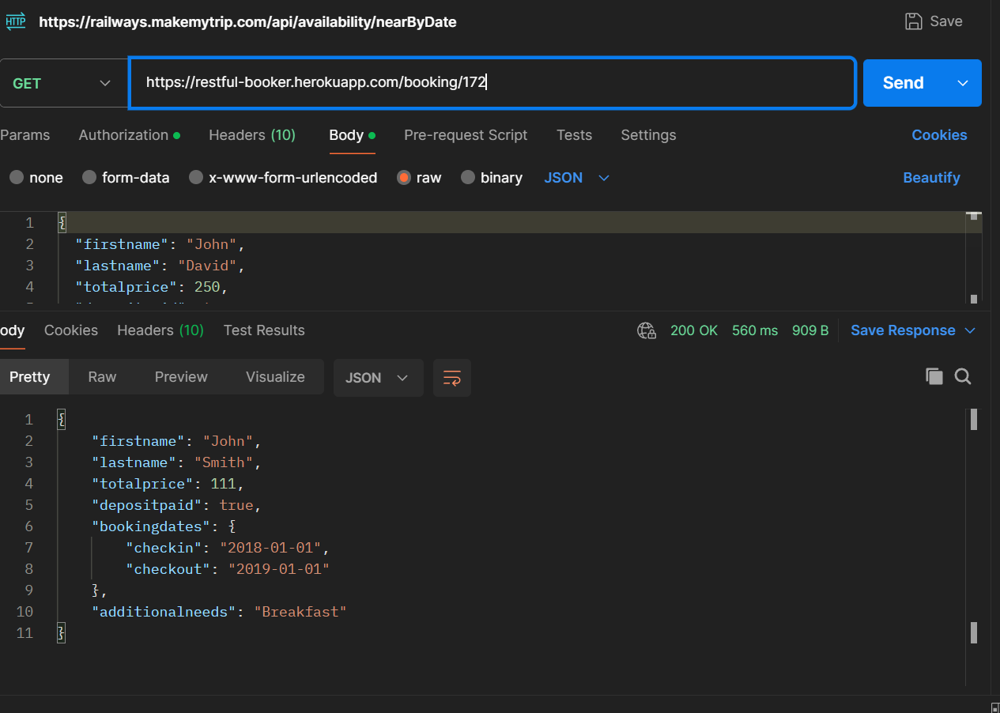 HTTP https://railways.makemytrip.com/api/availability/nearByDate Save
GET https://restful-booker.herokuapp.com/booking/172 Send
Params Authorization Headers (10) Body Pre-request Script Tests Settings Cookies
none form-data x-www-form-urlencoded raw binary JSON Beautify
1 {
2 "firstname": "John",
3 "lastname": "David",
4 "totalprice": 250,
ody Cookies Headers (10) Test Results 200 OK 560 ms 909 B Save Response
Pretty Raw Preview Visualize JSON
1 {
2 "firstname": "John",
3 "lastname": "Smith",
4 "totalprice": 111,
5 "depositpaid": true,
6 "bookingdates": {
7 "checkin": "2018-01-01",
8 "checkout": "2019-01-01"
9 },
10 "additionalneeds": "Breakfast"
11 }